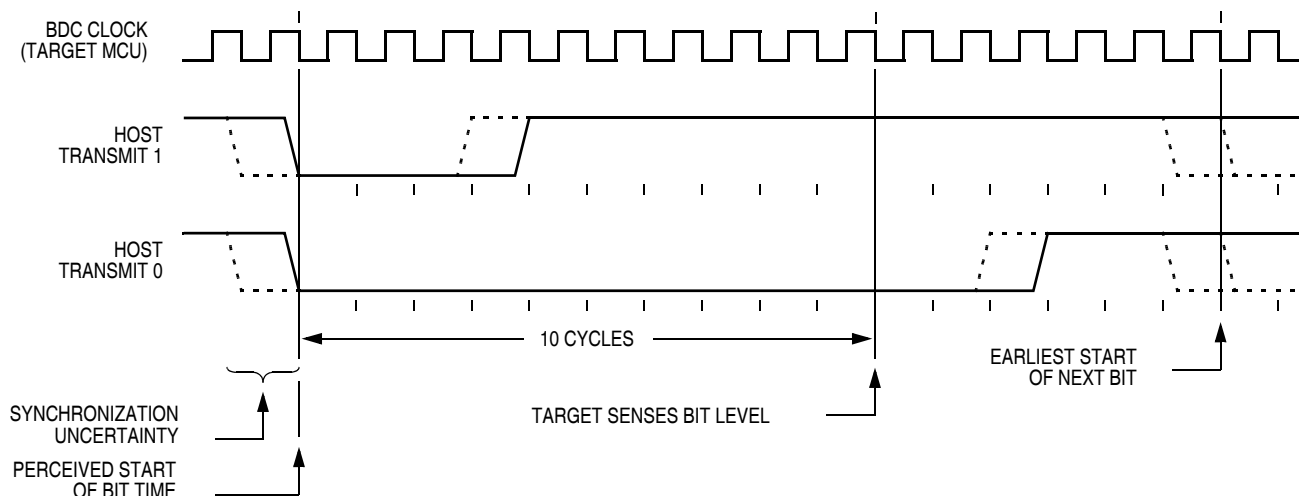 BDC CLOCK
(TARGET MCU)
HOST
TRANSMIT 1
HOST
TRANSMIT 0
10 CYCLES
EARLIEST START
OF NEXT BIT
SYNCHRONIZATION
UNCERTAINTY
TARGET SENSES BIT LEVEL
PERCEIVED START
OF BIT TIME